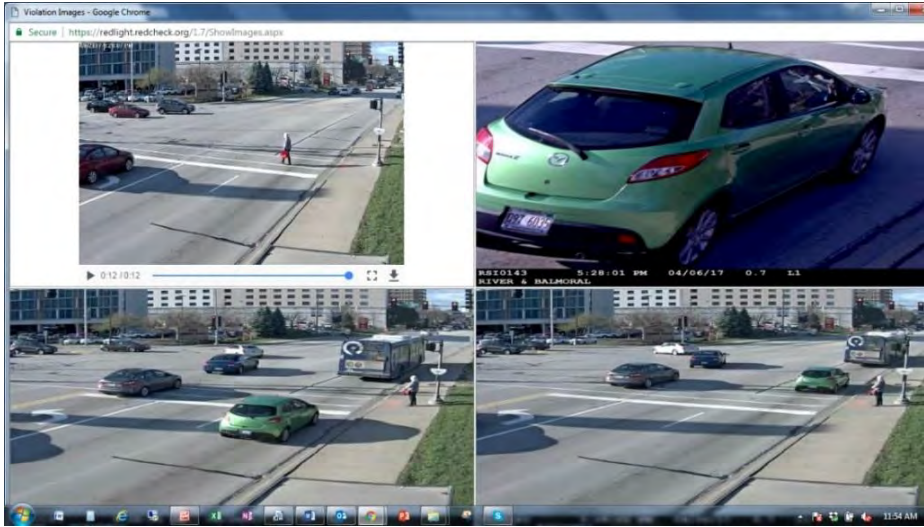 Violation Images - Google Chrome
Secure | https://redlight.redcheck.org/1.7/ShowImages.aspx
0:12 / 0:12
RSI0143 5:28:01 PM 04/06/17 0.7 L1
RIVER & BALMORAL
11:54 AM